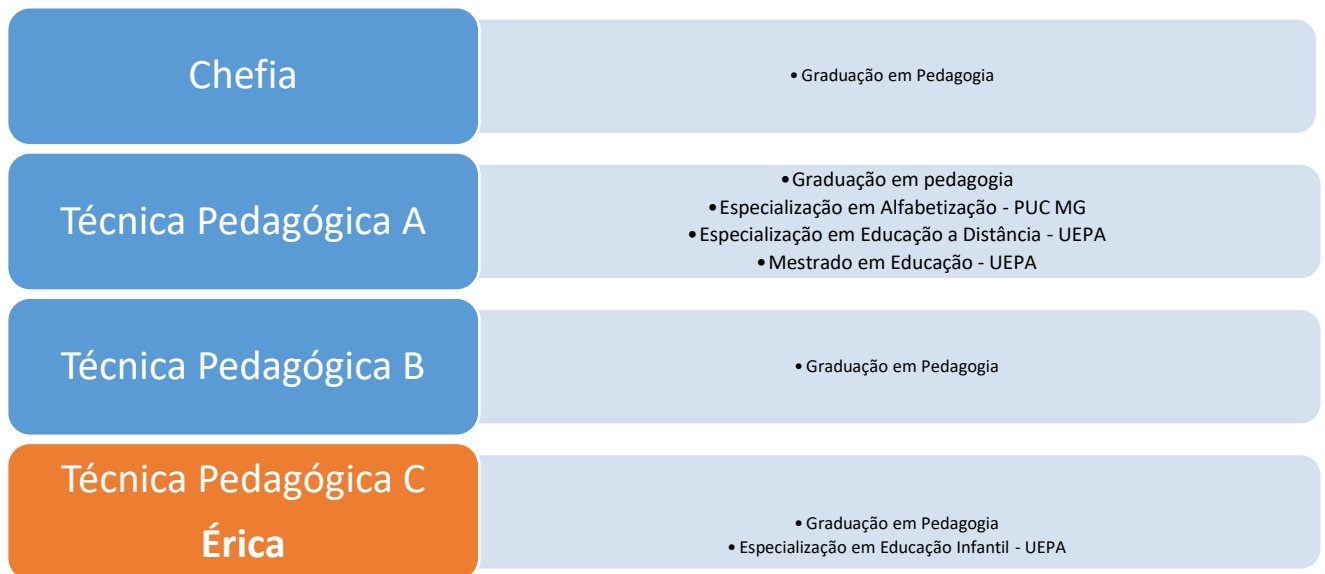 Chefia
• Graduação em Pedagogia
Técnica Pedagógica A
•Graduação em pedagogia
•Especialização em Alfabetização - PUC MG
•Especialização em Educação a Distância - UEPA
•Mestrado em Educação - UEPA
Técnica Pedagógica B
• Graduação em Pedagogia
Técnica Pedagógica C
Érica
• Graduação em Pedagogia
• Especialização em Educação Infantil - UEPA